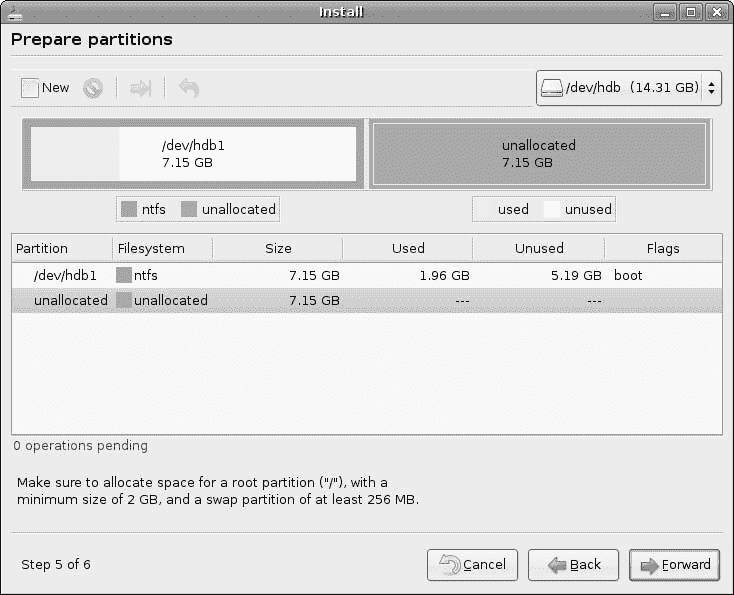 Install
Prepare partitions
New
/dev/hdb (14.31 GB)
/dev/hdb1
7.15 GB
unallocated
7.15 GB
ntfs unallocated
used unused
Partition Filesystem Size Used Unused Flags
/dev/hdb1 ntfs 7.15 GB 1.96 GB 5.19 GB boot
unallocated unallocated 7.15 GB --- ---
0 operations pending
Make sure to allocate space for a root partition ("/"), with a
minimum size of 2 GB, and a swap partition of at least 256 MB.
Step 5 of 6
Cancel Back Forward